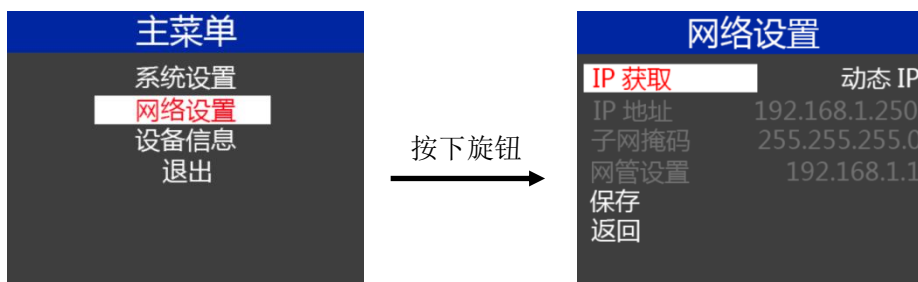 主菜单
系统设置
网络设置
设备信息
退出
按下旋钮
网络设置
IP 获取 动态 IP
IP 地址 192.168.1.250
子网掩码 255.255.255.0
网管设置 192.168.1.1
保存
返回